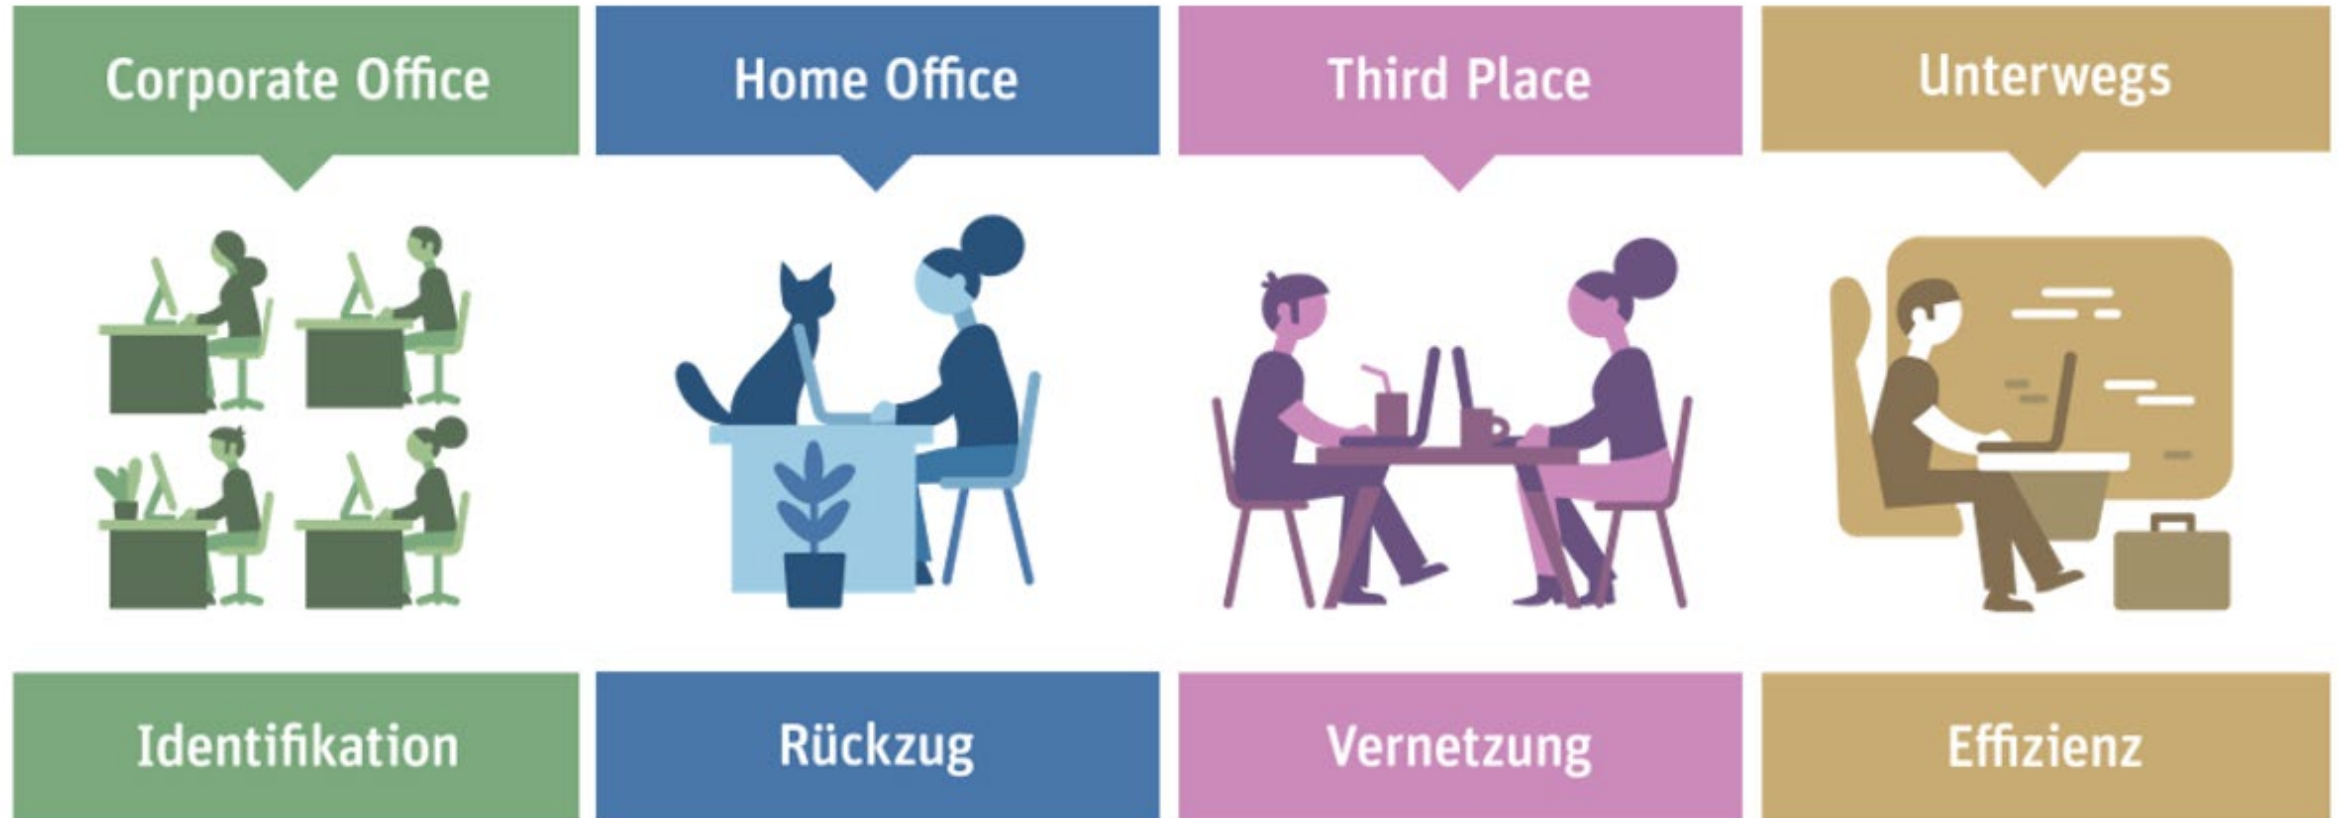 Corporate Office
Home Office
Third Place
Unterwegs
Identifikation
Rückzug
Vernetzung
Effizienz